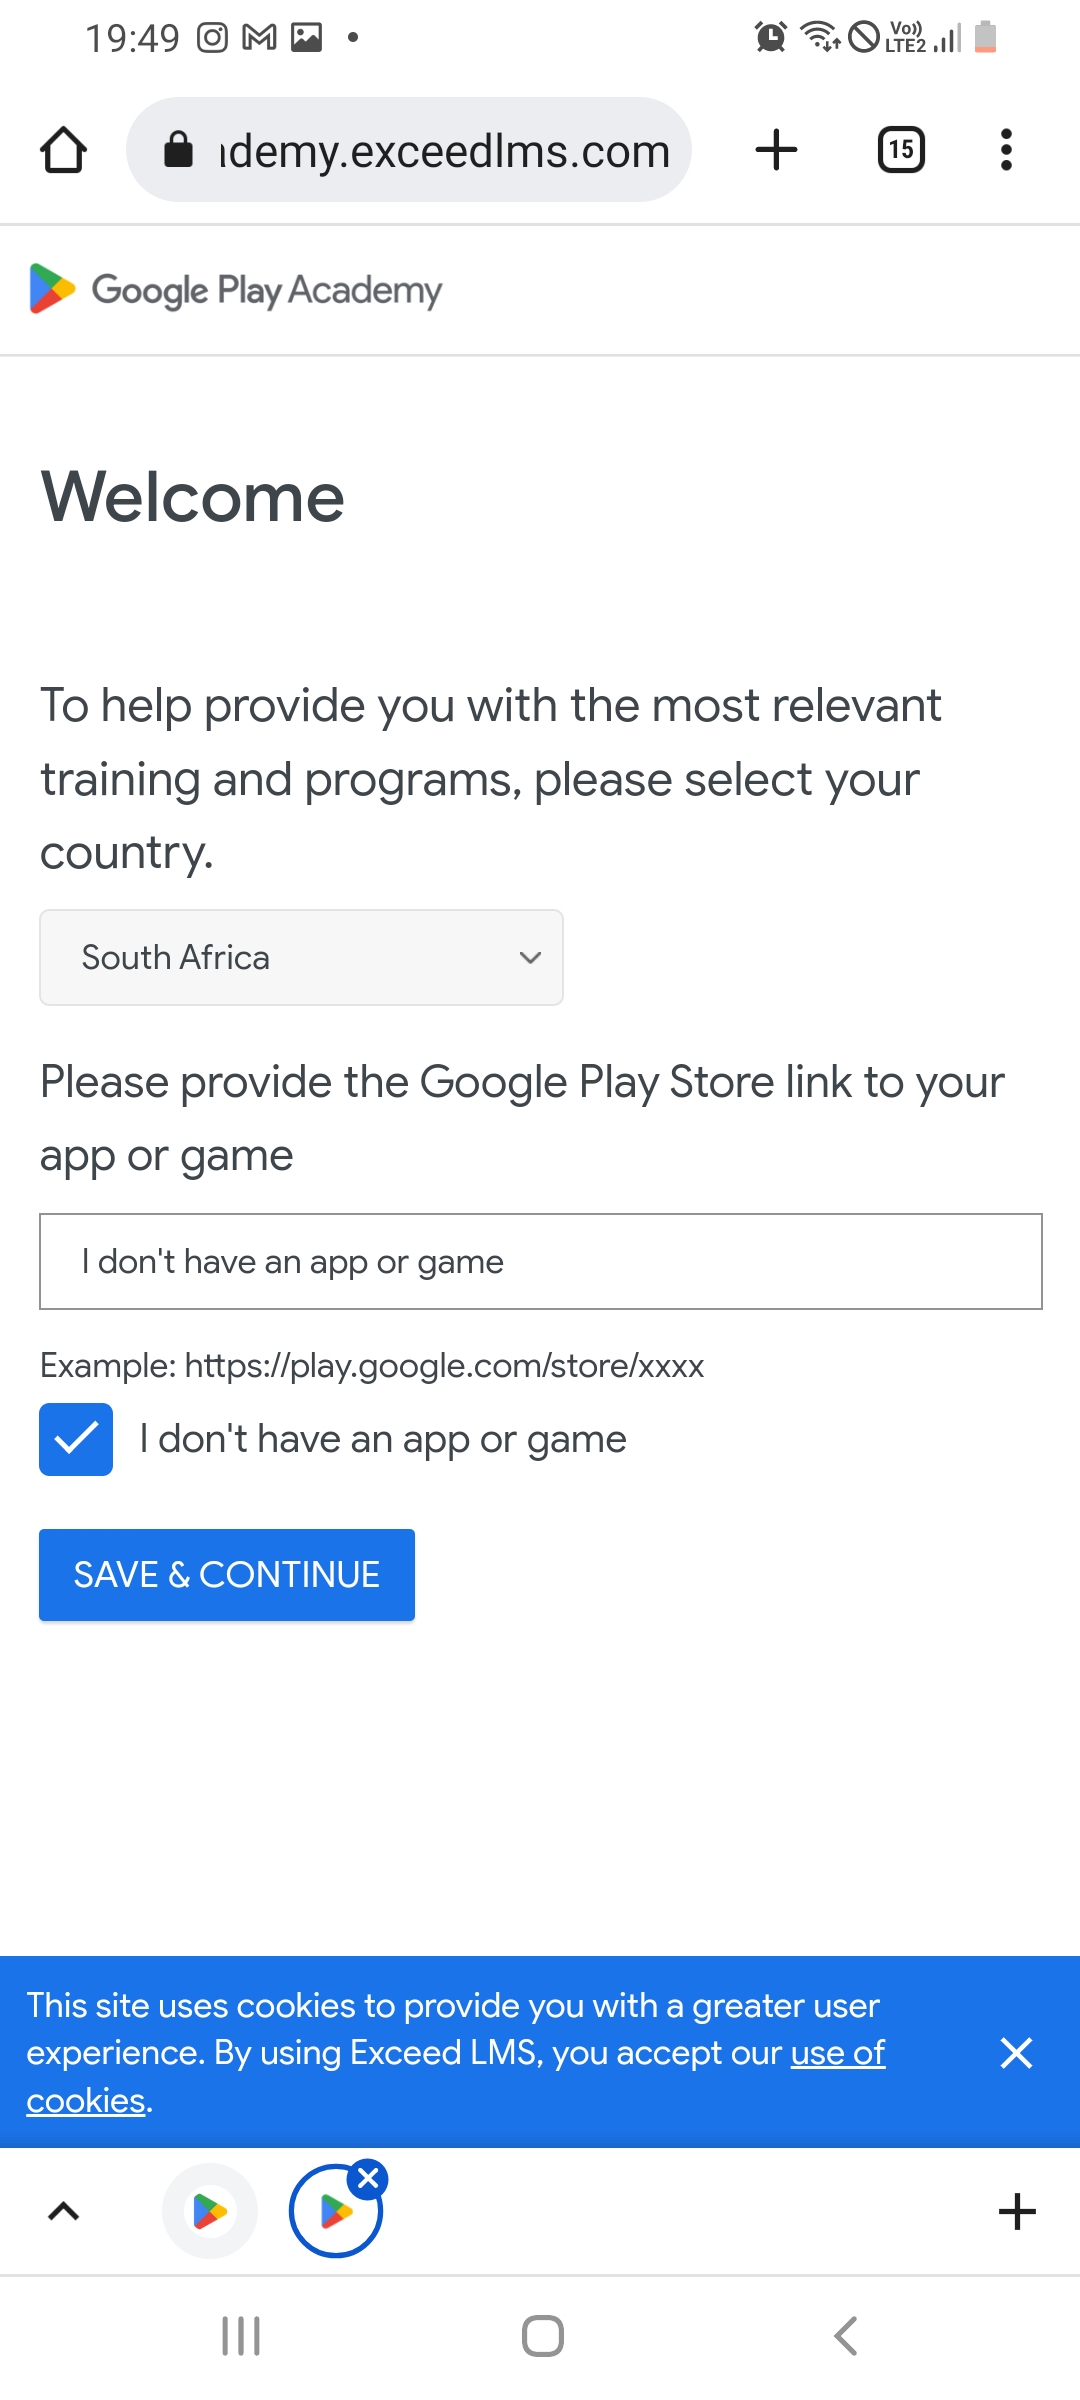 19:49
Vo))
LTE2
demy.exceedlms.com
15
Google Play Academy
Welcome
To help provide you with the most relevant
training and programs, please select your
country.
South Africa
Please provide the Google Play Store link to your
app or game
I don't have an app or game
Example: https://play.google.com/store/xxxx
I don't have an app or game
SAVE & CONTINUE
This site uses cookies to provide you with a greater user
experience. By using Exceed LMS, you accept our use of
cookies.